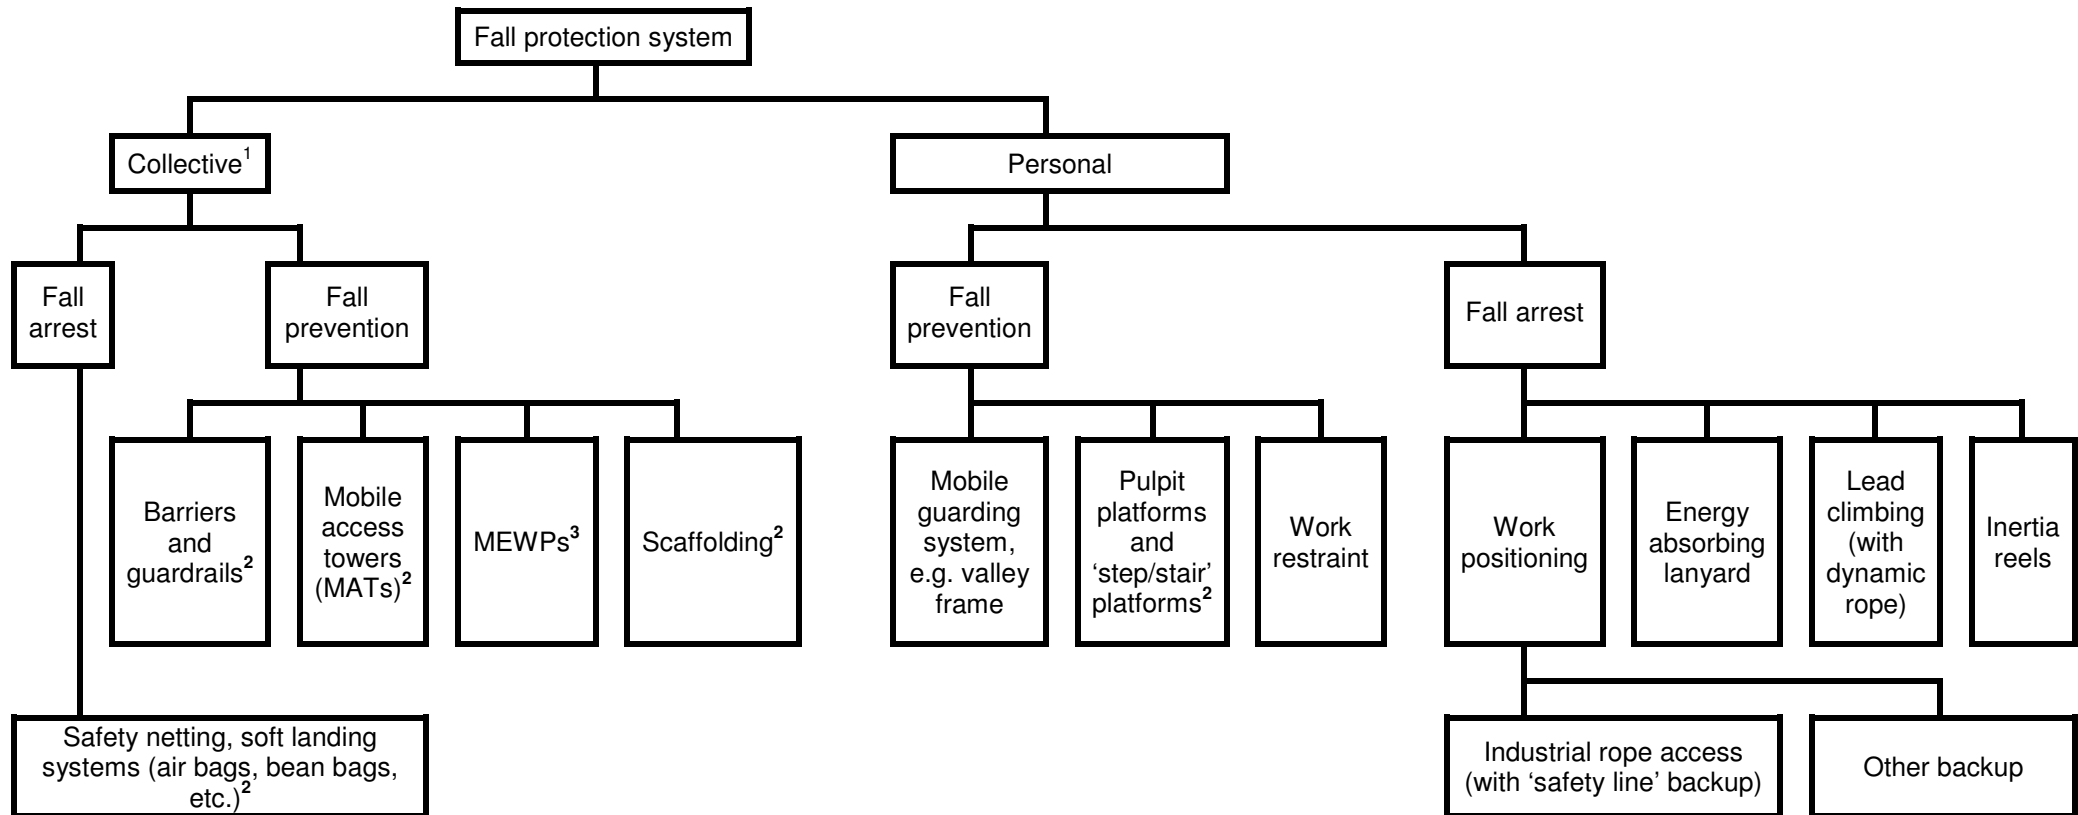 Fall protection system
Collective¹
Personal
Fall
arrest
Fall
prevention
Fall
prevention
Fall arrest
Barriers
and
guardrails²
Mobile
access
towers
(MATs)²
MEWPs³
Scaffolding²
Mobile
guarding
system,
e.g. valley
frame
Pulpit
platforms
and
‘step/stair’
platforms²
Work
restraint
Work
positioning
Energy
absorbing
lanyard
Lead
climbing
(with
dynamic
rope)
Inertia
reels
Safety netting, soft landing
systems (air bags, bean bags,
etc.)²
Industrial rope access
(with ‘safety line’ backup)
Other backup